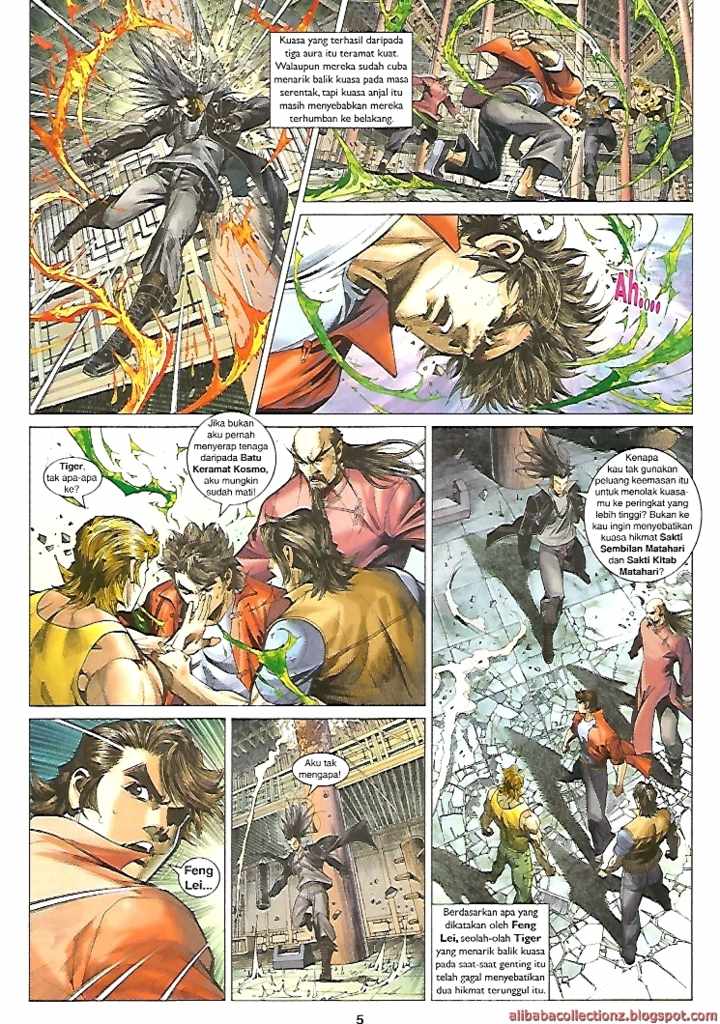 Kuasa yang terhasil daripada
tiga aura itu teramat kuat.
Walaupun mereka sudah cuba
menarik balik kuasa pada masa
serentak, tapi kuasa anjal itu
masih menyebabkan mereka
terhumban ke belakang.
Ah....
Tiger,
tak apa-apa
ke?
Jika bukan
aku pernah
menyerap tenaga
daripada Batu
Keramat Kosmo,
aku mungkin
sudah mati!
Kenapa
kau tak gunakan
peluang keemasan itu
untuk menolak kuasa-
mu ke peringkat yang
lebih tinggi? Bukan ke
kau ingin menyebatikan
kuasa hikmat Sakti
Sembilan Matahari
dan Sakti Kitab
Matahari?
Feng
Lei...
Aku tak
mengapa!
Berdasarkan apa yang
dikatakan oleh Feng
Lei, seolah-olah Tiger
yang menarik balik kuasa
pada saat-saat genting itu
telah gagal menyebatikan
dua hikmat terunggul itu.
5
alibabacollectionz.blogspot.com